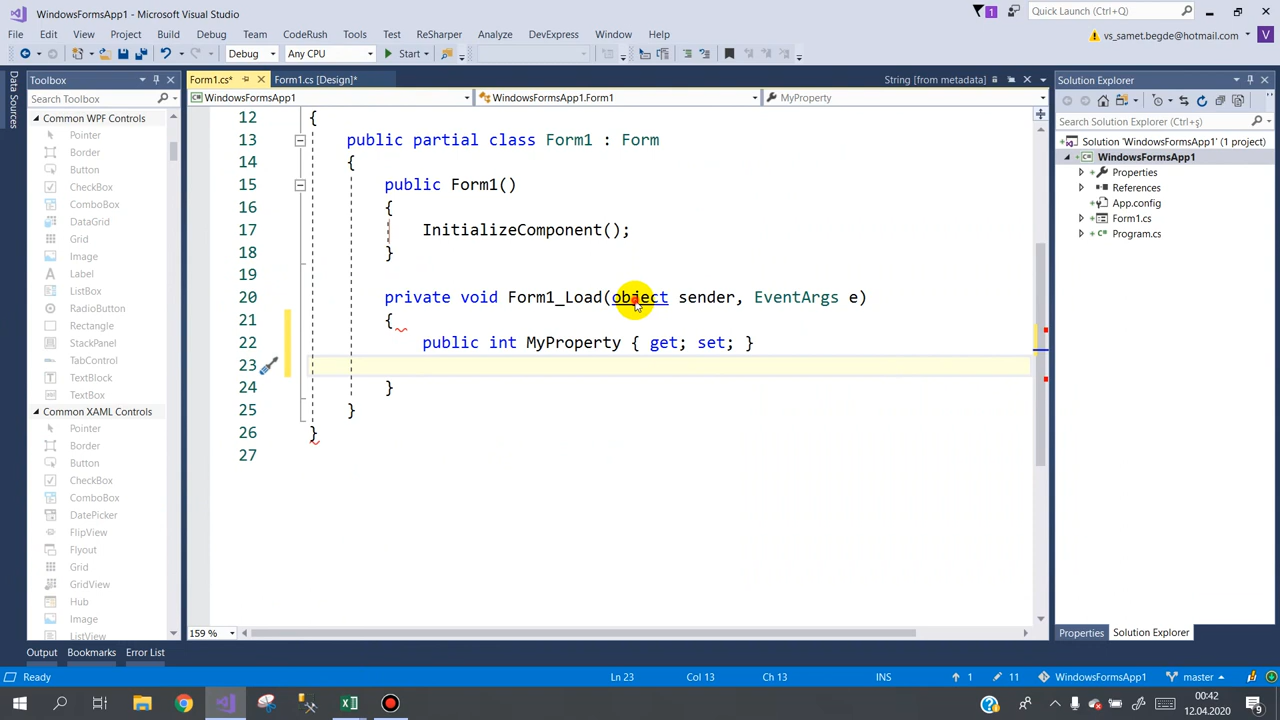 WindowsFormsApp1 - Microsoft Visual Studio
1
Quick Launch (Ctrl+Q)
File Edit View Project Build Debug Team CodeRush Tools Test ReSharper Analyze DevExpress Window Help
vs_samet.begde@hotmail.com
V
Debug Any CPU Start
Data Sources
Toolbox
Search Toolbox
Common WPF Controls
Pointer
Border
Button
CheckBox
ComboBox
DataGrid
Grid
Image
Label
ListBox
RadioButton
Rectangle
StackPanel
TabControl
TextBlock
TextBox
Common XAML Controls
Pointer
Border
Button
CheckBox
ComboBox
DatePicker
FlipView
Flyout
Grid
GridView
Hub
Image
ListView
Form1.cs* Form1.cs [Design]* String [from metadata]
WindowsFormsApp1 WindowsFormsApp1.Form1 MyProperty
12 {
13 public partial class Form1 : Form
14 {
15 public Form1()
16 {
17 InitializeComponent();
18 }
19
20 private void Form1_Load(object sender, EventArgs e)
21 {
22 public int MyProperty { get; set; }
23
24 }
25 }
26 }
27
159 %
Solution Explorer
Search Solution Explorer (Ctrl+ş)
Solution 'WindowsFormsApp1' (1 project)
WindowsFormsApp1
Properties
References
App.config
Form1.cs
Program.cs
Properties Solution Explorer
Output Bookmarks Error List
Ready Ln 23 Col 13 Ch 13 INS 1 11 WindowsFormsApp1 master
00:42
12.04.2020